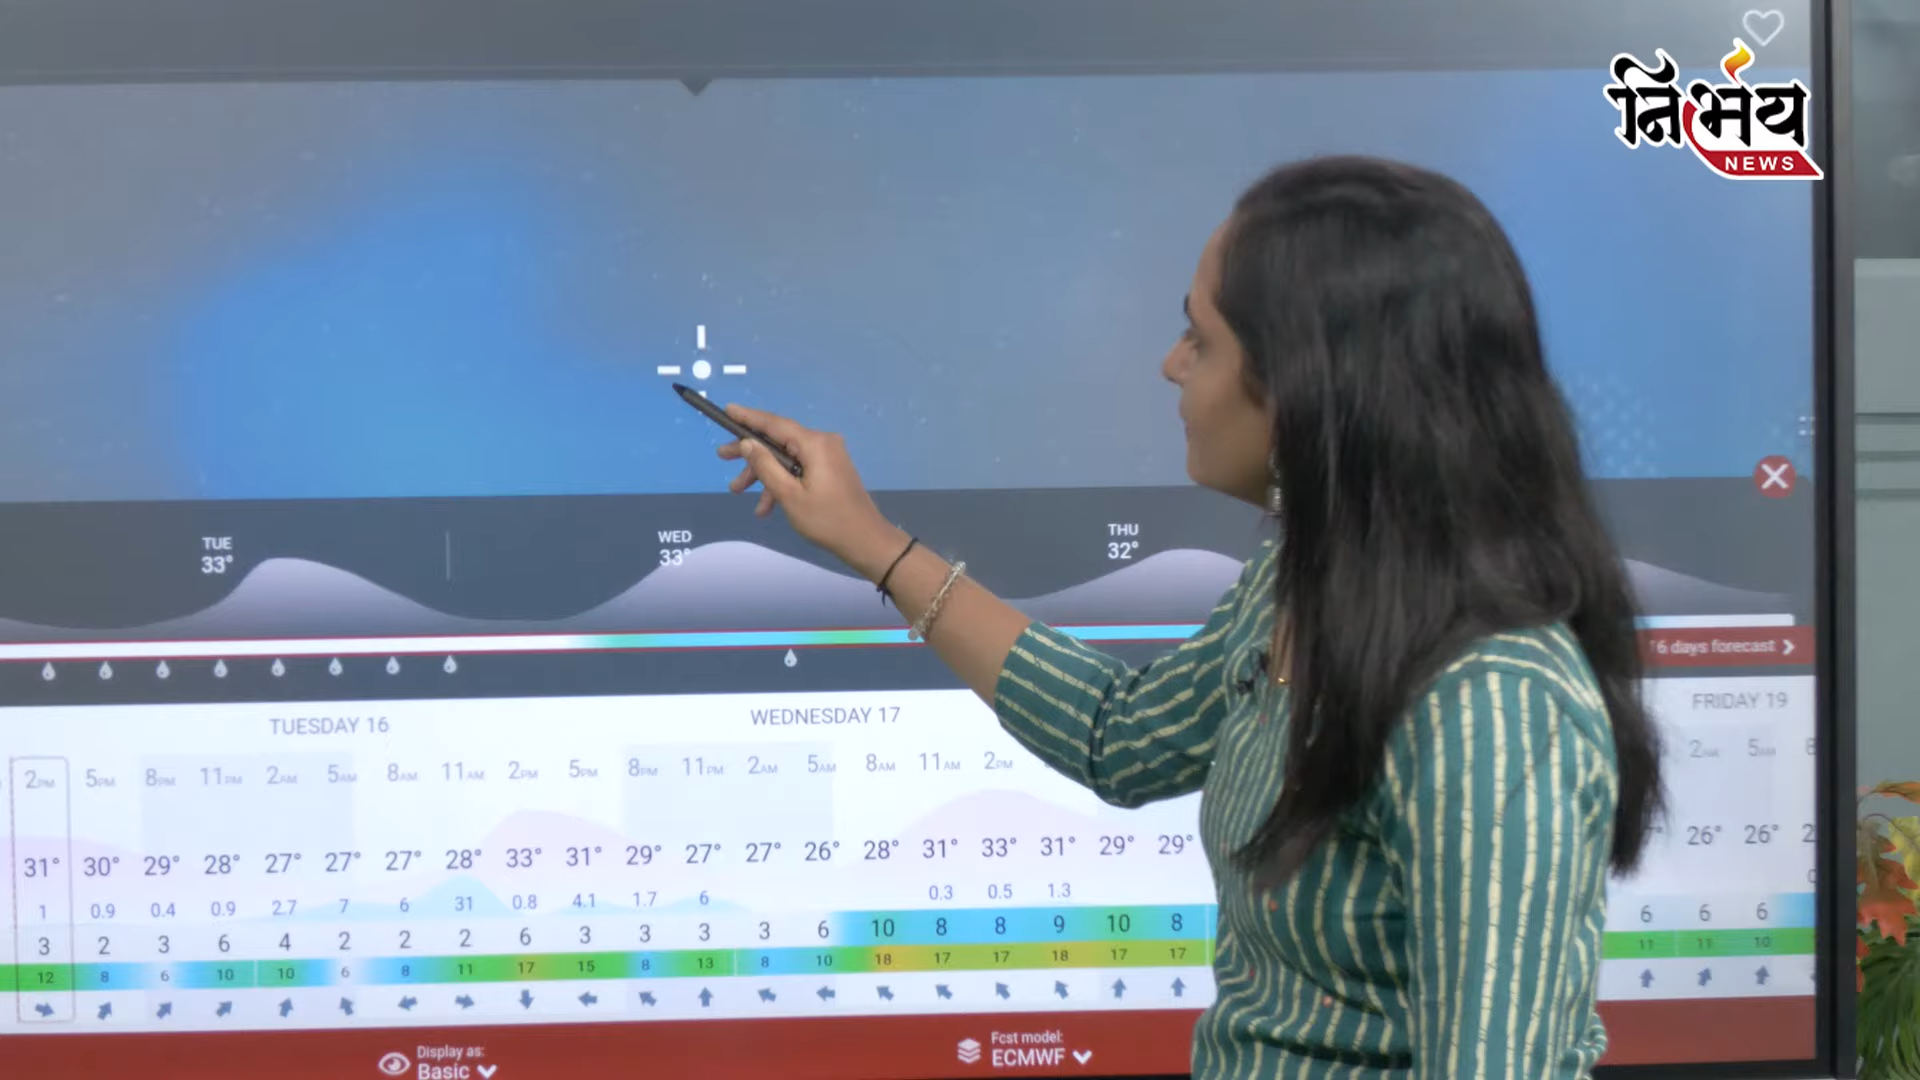 निर्भय
NEWS
TUE
33°
WED
33°
THU
32°
6 days forecast
TUESDAY 16
WEDNESDAY 17
FRIDAY 19
2PM 5PM 8PM 11PM 2AM 5AM 8AM 11AM 2PM 5PM 8PM 11PM 2AM 5AM 8AM 11AM 2PM 2AM 5AM 8
31° 30° 29° 28° 27° 27° 27° 28° 33° 31° 29° 27° 27° 26° 28° 31° 33° 31° 29° 29° 26° 26° 2
1 0.9 0.4 0.9 2.7 7 6 31 0.8 4.1 1.7 6 0.3 0.5 1.3
3 2 3 6 4 2 2 2 6 3 3 3 3 6 10 8 8 9 10 8 6 6 6
12 8 6 10 10 6 8 11 17 15 8 13 8 10 18 17 17 18 17 17 11 11 10
Display as:
Basic
Fcst model:
ECMWF